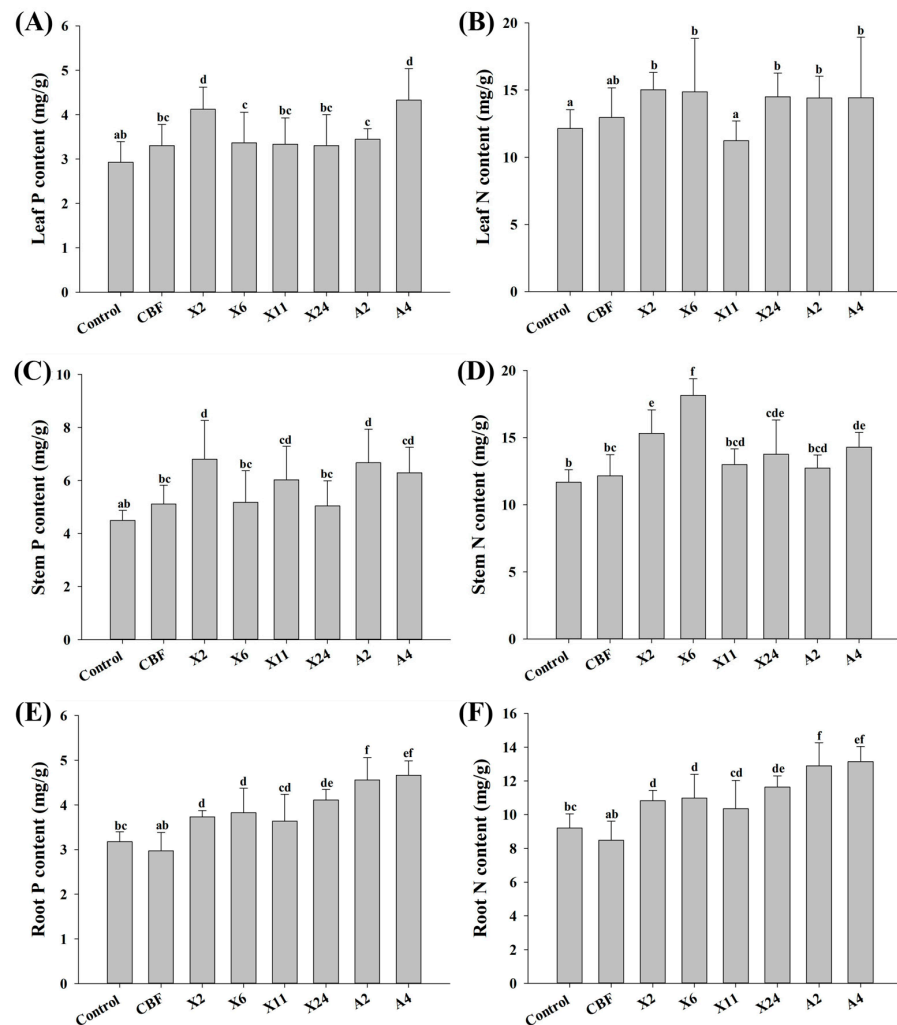 (A)
Leaf P content (mg/g)
6
5
4
3
2
1
0
ab
bc
d
c
bc
bc
c
d
Control
CBF
X2
X6
X11
X24
A2
A4
(B)
Leaf N content (mg/g)
20
15
10
5
0
a
ab
b
b
a
b
b
b
Control
CBF
X2
X6
X11
X24
A2
A4
(C)
Stem P content (mg/g)
10
8
6
4
2
0
ab
bc
d
bc
cd
bc
d
cd
Control
CBF
X2
X6
X11
X24
A2
A4
(D)
Stem N content (mg/g)
20
15
10
5
0
b
bc
e
f
bcd
cde
bcd
de
Control
CBF
X2
X6
X11
X24
A2
A4
(E)
Root P content (mg/g)
6
5
4
3
2
1
0
bc
ab
d
d
cd
de
f
ef
Control
CBF
X2
X6
X11
X24
A2
A4
(F)
Root N content (mg/g)
16
14
12
10
8
6
4
2
0
bc
ab
d
d
cd
de
f
ef
Control
CBF
X2
X6
X11
X24
A2
A4